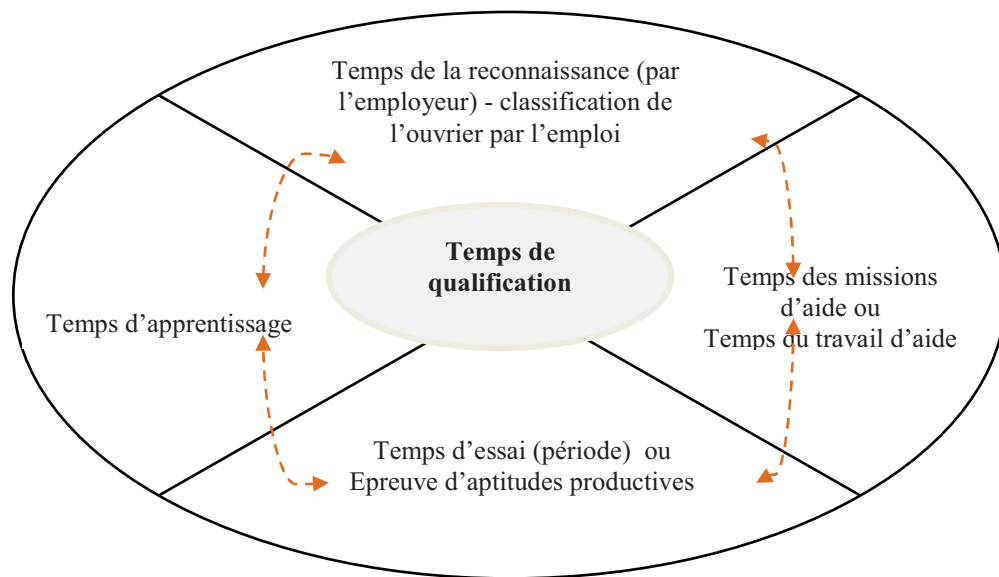 Temps de la reconnaissance (par
l’employeur) - classification de
l’ouvrier par l’emploi
Temps de
qualification
Temps d’apprentissage
Temps des missions
d’aide ou
Temps du travail d’aide
Temps d’essai (période)  ou
Epreuve d’aptitudes productives